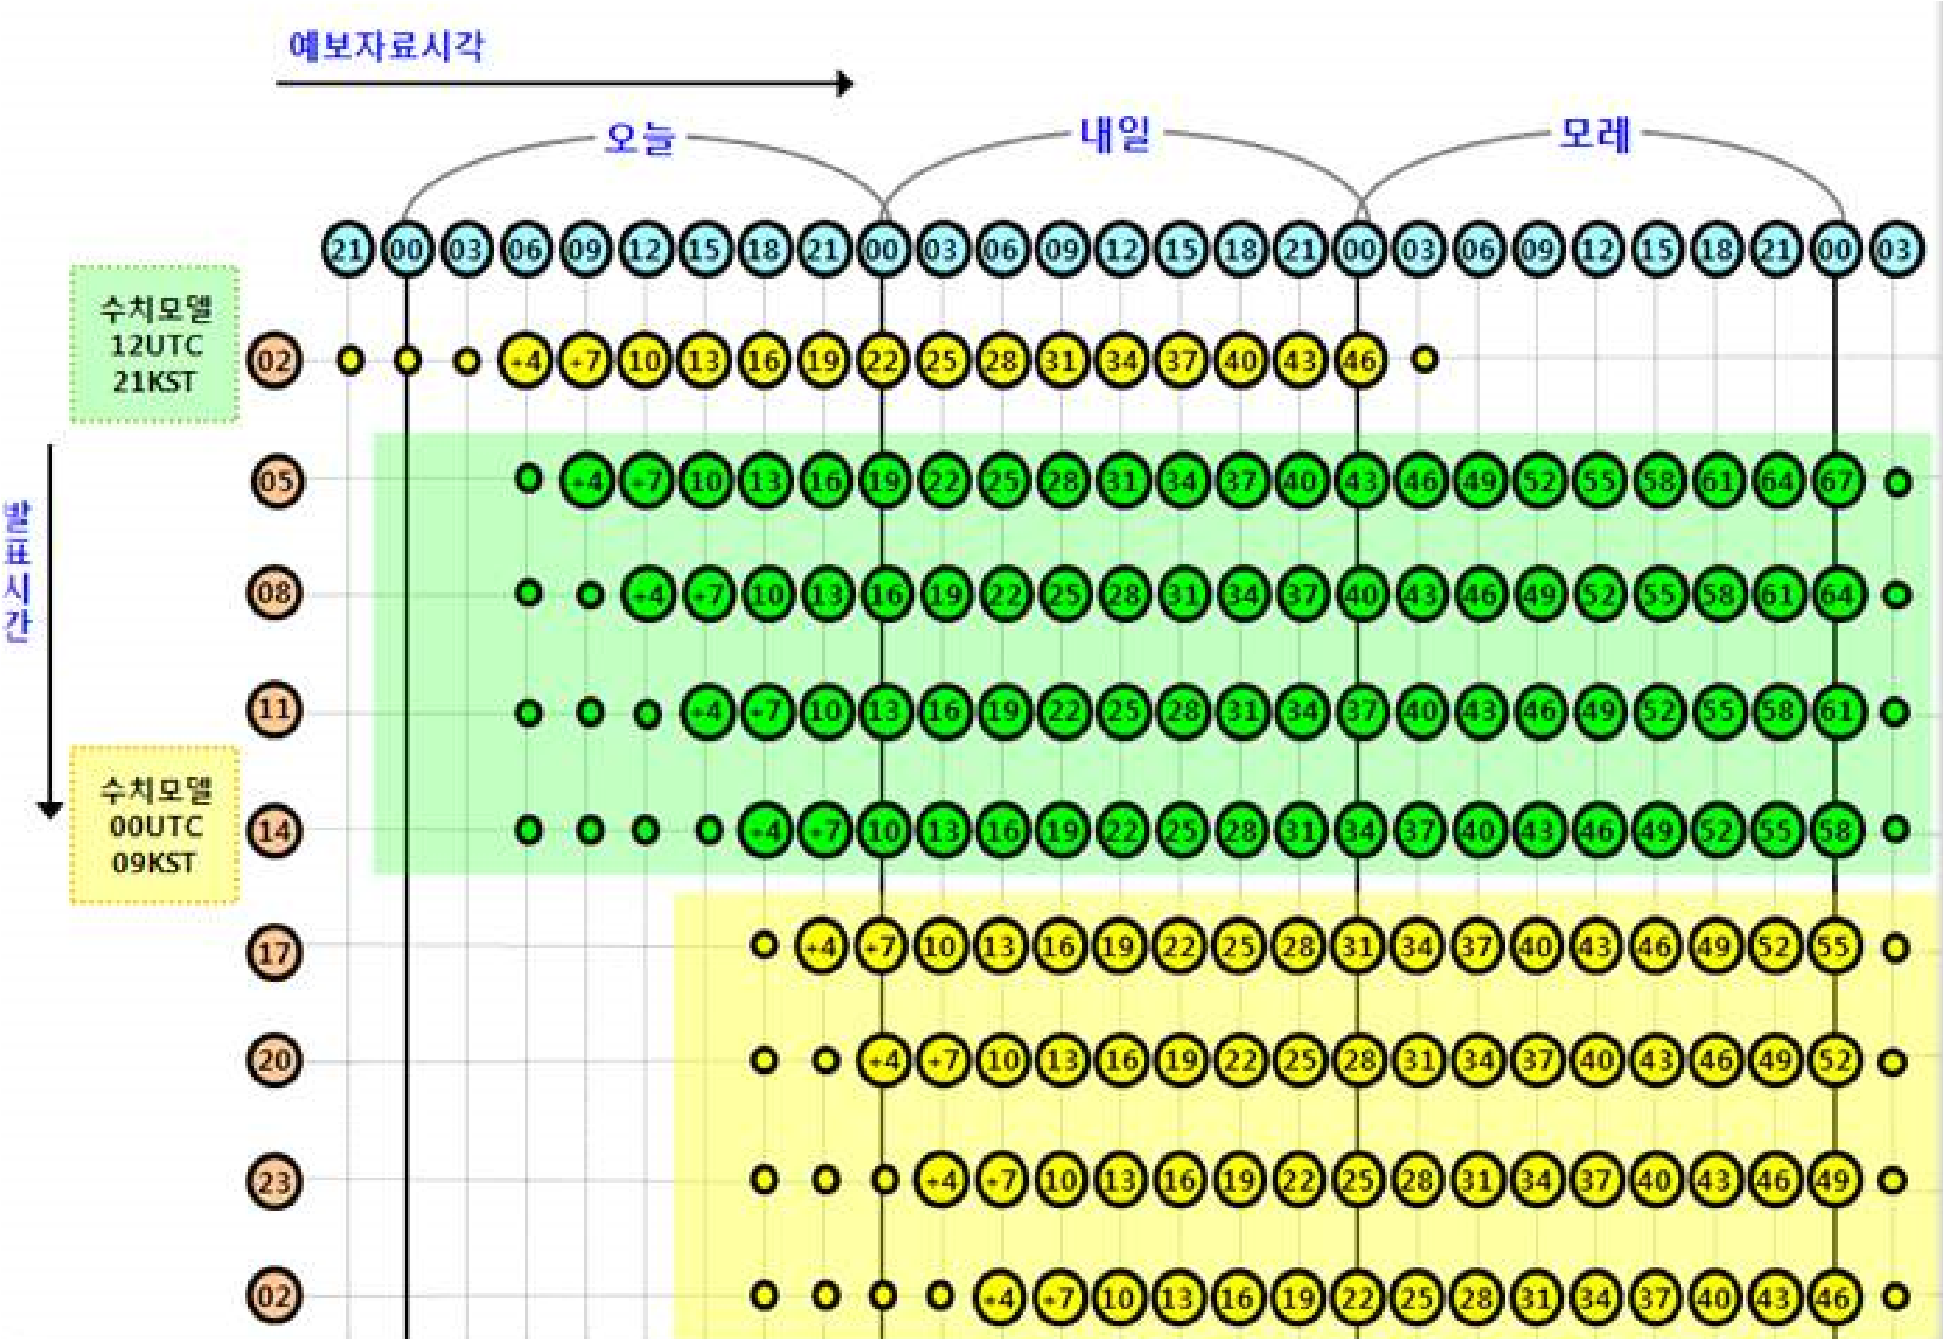 예보자료시각
오늘 내일 모레
21 00 03 06 09 12 15 18 21 00 03 06 09 12 15 18 21 00 03 06 09 12 15 18 21 00 03
수치모델
12UTC
21KST
02 +4 +7 10 13 16 19 22 25 28 31 34 37 40 43 46
발표시간
05 +4 +7 10 13 16 19 22 25 28 31 34 37 40 43 46 49 52 55 58 61 64 67
08 +4 +7 10 13 16 19 22 25 28 31 34 37 40 43 46 49 52 55 58 61 64
11 +4 +7 10 13 16 19 22 25 28 31 34 37 40 43 46 49 52 55 58 61
수치모델
00UTC
09KST
14 +4 +7 10 13 16 19 22 25 28 31 34 37 40 43 46 49 52 55 58
17 +4 +7 10 13 16 19 22 25 28 31 34 37 40 43 46 49 52 55
20 +4 +7 10 13 16 19 22 25 28 31 34 37 40 43 46 49 52
23 +4 +7 10 13 16 19 22 25 28 31 34 37 40 43 46 49
02 +4 +7 10 13 16 19 22 25 28 31 34 37 40 43 46